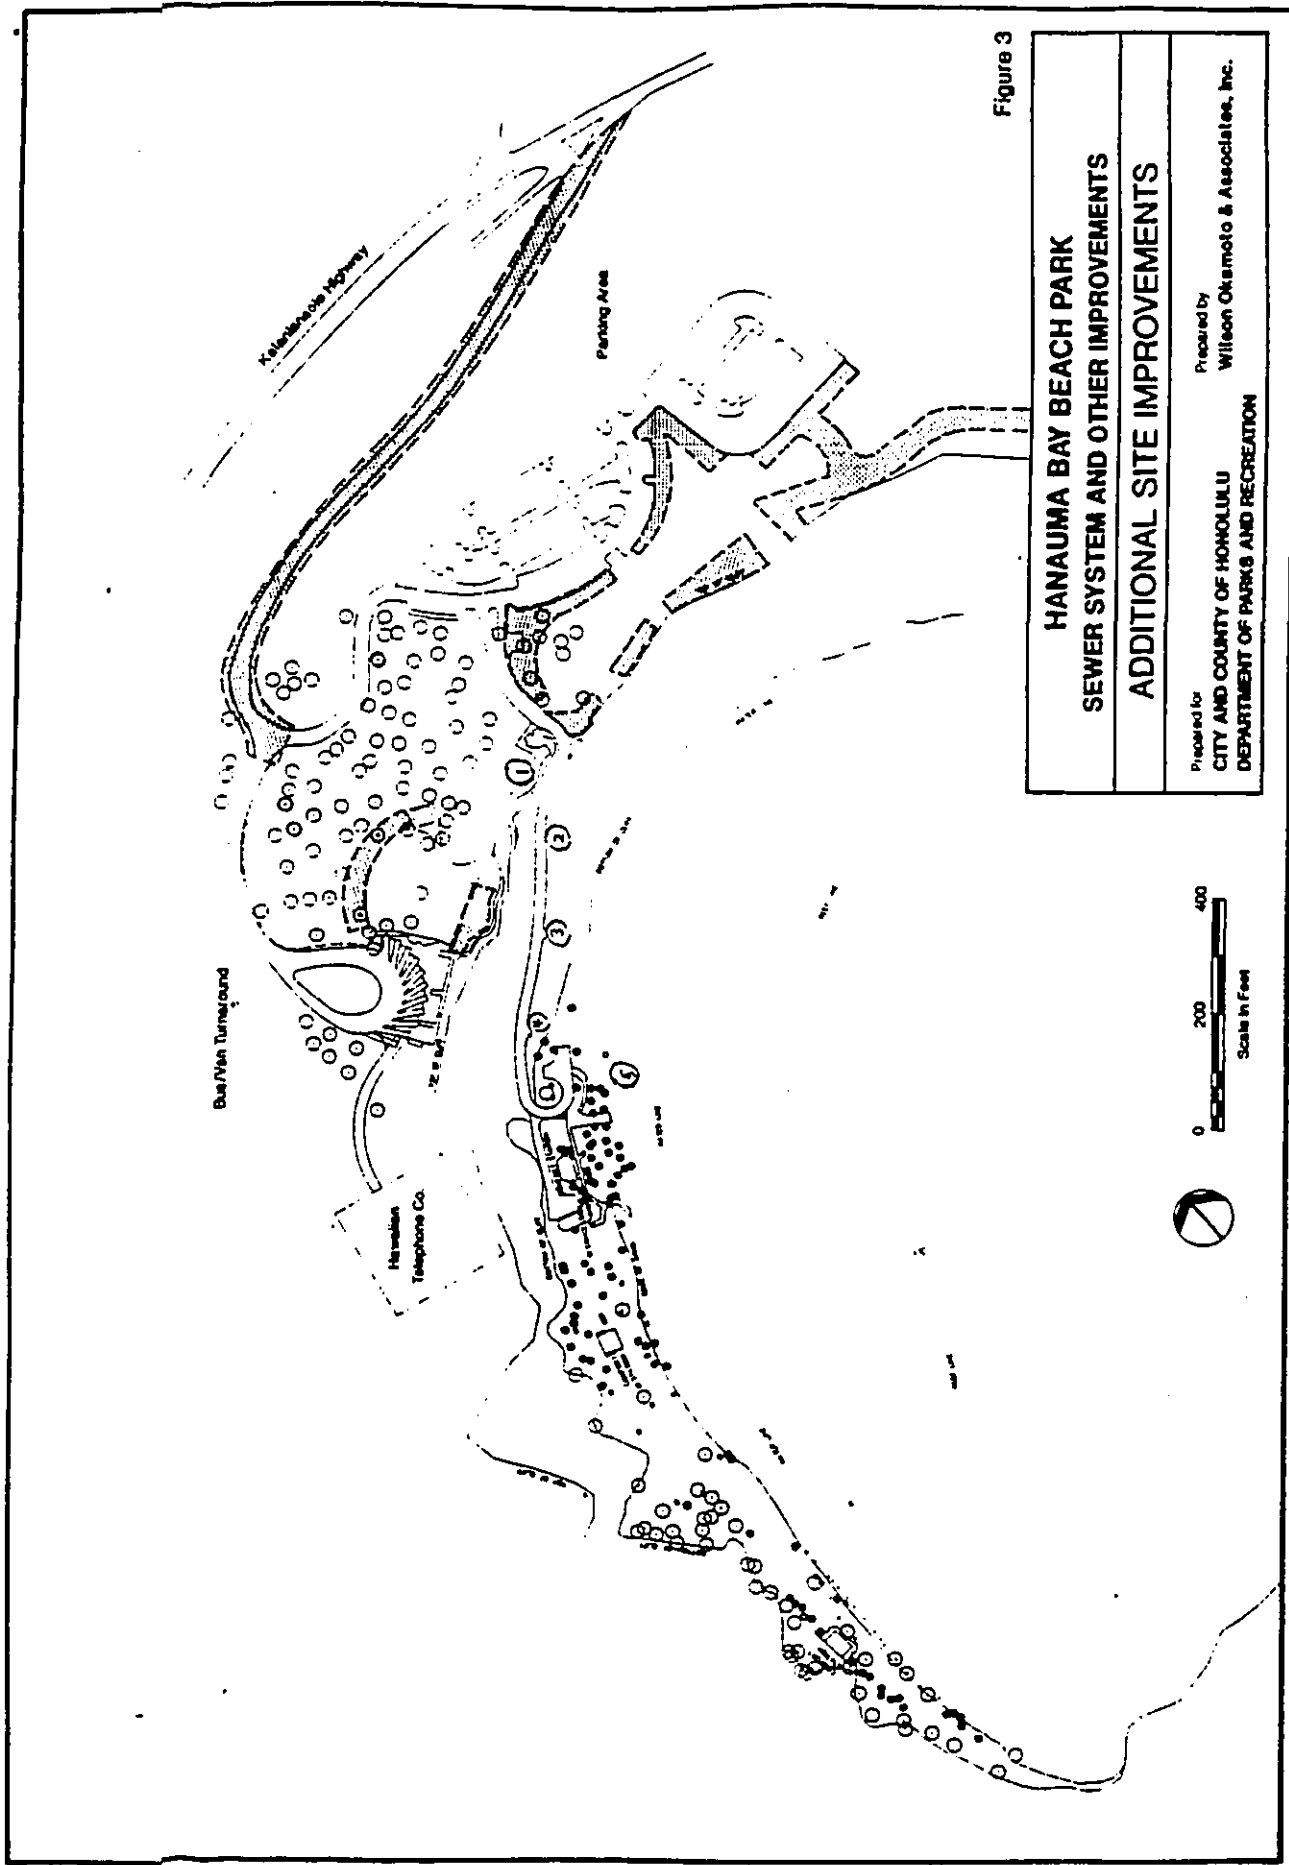 Figure 3
HANAUMA BAY BEACH PARK
SEWER SYSTEM AND OTHER IMPROVEMENTS
ADDITIONAL SITE IMPROVEMENTS
Prepared for
CITY AND COUNTY OF HONOLULU
DEPARTMENT OF PARKS AND RECREATION
Prepared by
Wilson Okamoto & Associates, Inc.
Kalanianaole Highway
Parking Area
Bus/Van Turnaround
Hawaiian
Telephone Co.
1
2
3
4
5
0 200 400
Scale in Feet